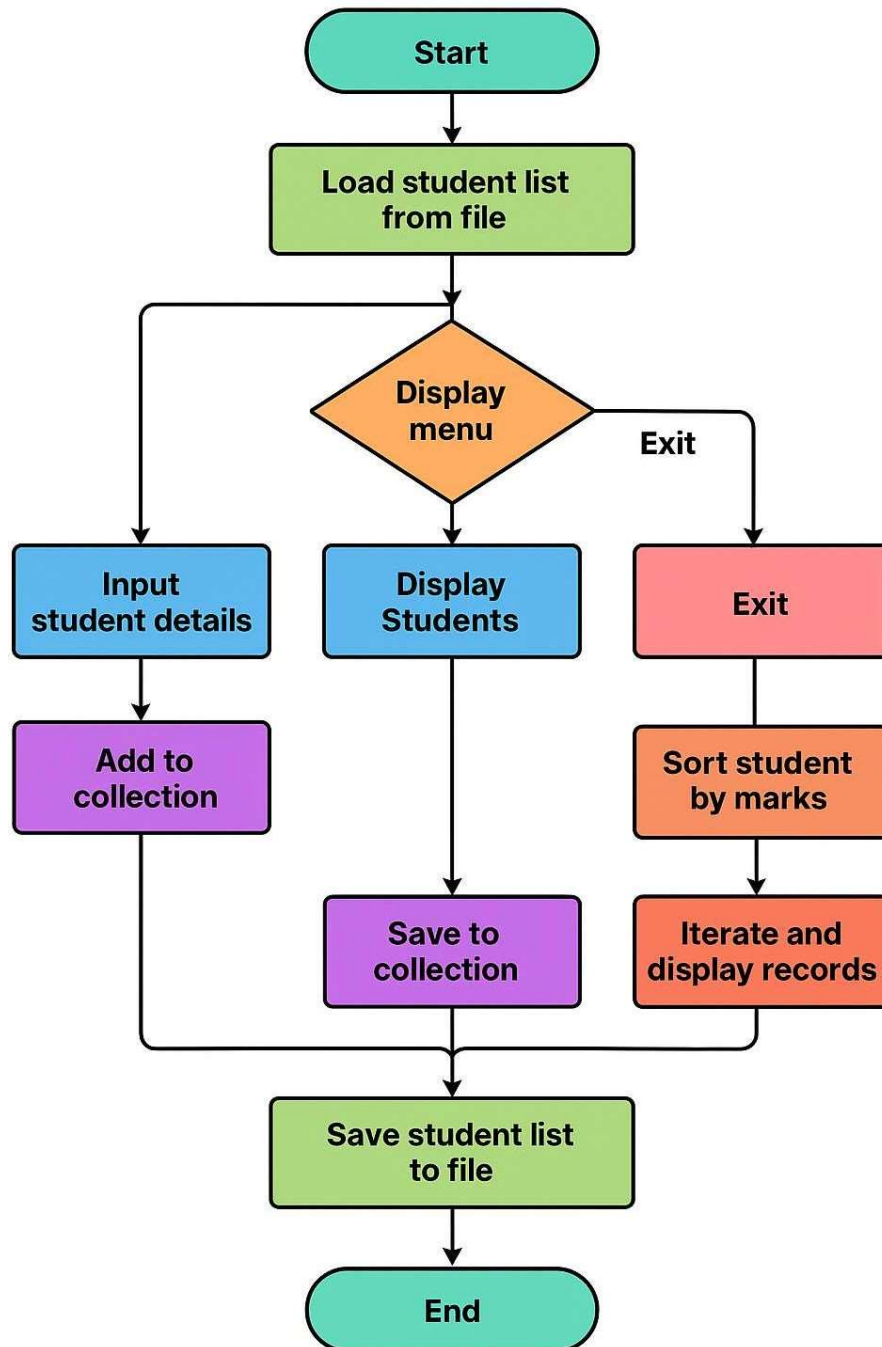 Start
Load student list
from file
Display
menu
Exit
Input
student details
Display
Students
Exit
Add to
collection
Sort student
by marks
Save to
collection
Iterate and
display records
Save student list
to file
End